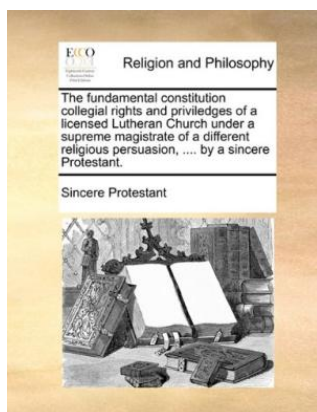 ECCO
Religion and Philosophy
The fundamental constitution
collegial rights and priviledges of a
licensed Lutheran Church under a
supreme magistrate of a different
religious persuasion, .... by a sincere
Protestant.
Sincere Protestant